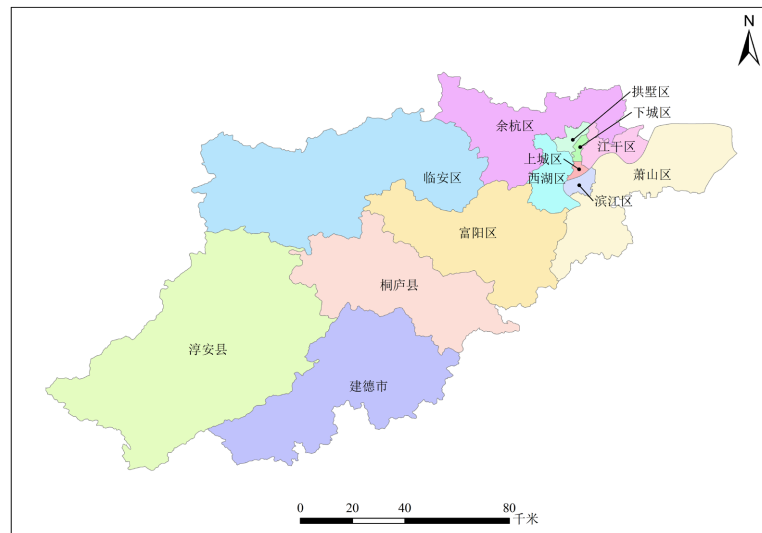 N
拱墅区
下城区
余杭区
江干区
上城区
临安区
西湖区
萧山区
滨江区
富阳区
桐庐县
淳安县
建德市
0 20 40 80
千米